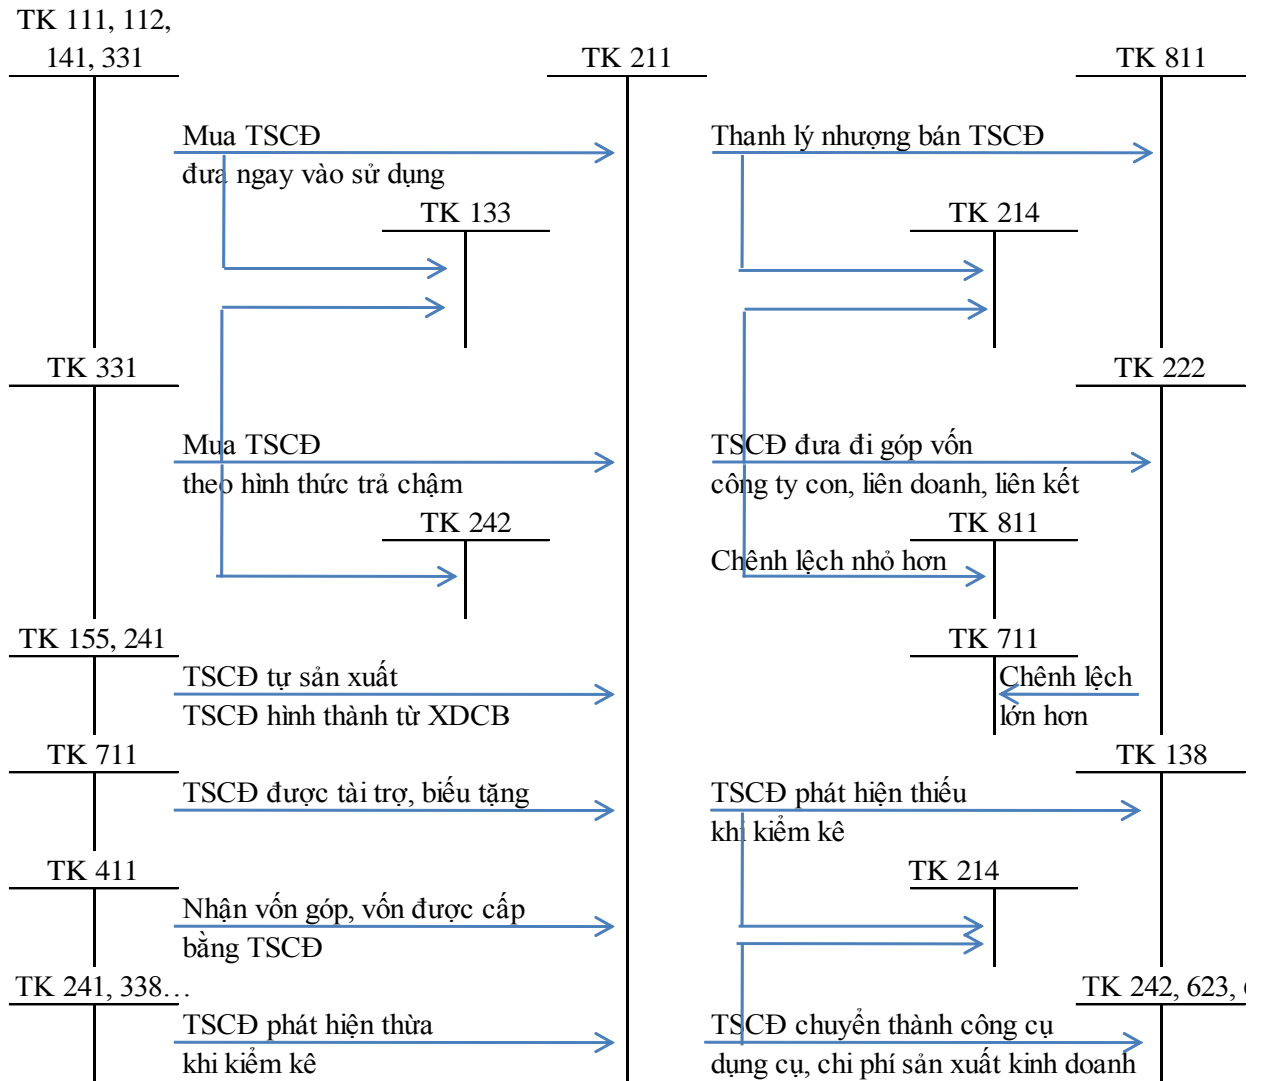 TK 111, 112,
141, 331
TK 211
TK 811
Mua TSCĐ
đưa ngay vào sử dụng
Thanh lý nhượng bán TSCĐ
TK 133
TK 214
TK 331
TK 222
Mua TSCĐ
theo hình thức trả chậm
TSCĐ đưa đi góp vốn
công ty con, liên doanh, liên kết
TK 242
TK 811
Chênh lệch nhỏ hơn
TK 155, 241
TK 711
TSCĐ tự sản xuất
TSCĐ hình thành từ XDCB
Chênh lệch
lớn hơn
TK 711
TK 138
TSCĐ được tài trợ, biếu tặng
TSCĐ phát hiện thiếu
khi kiểm kê
TK 411
TK 214
Nhận vốn góp, vốn được cấp
bằng TSCĐ
TK 241, 338…
TK 242, 623,
TSCĐ phát hiện thừa
khi kiểm kê
TSCĐ chuyển thành công cụ
dụng cụ, chi phí sản xuất kinh doanh